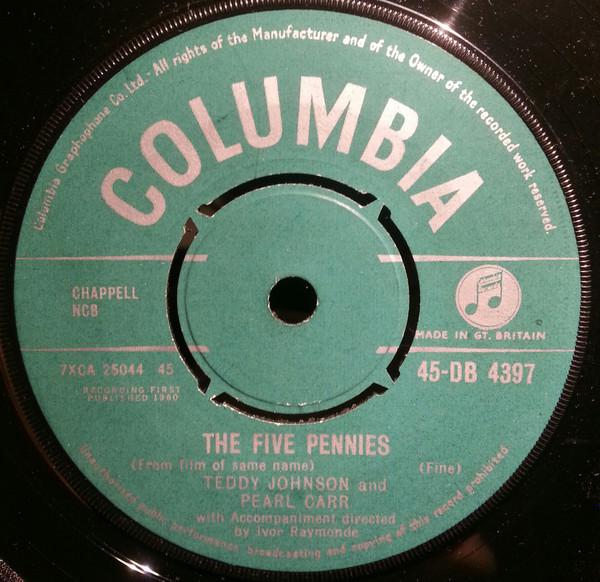 Columbia Graphophone Co. Ltd. - All rights of the Manufacturer and of the Owner of the recorded work reserved.
COLUMBIA
CHAPPELL
NCB
MADE IN GT. BRITAIN
7XCA 25044 45
45-DB 4397
RECORDING FIRST
PUBLISHED 1960
THE FIVE PENNIES
(From film of same name) (Fine)
TEDDY JOHNSON and
PEARL CARR
with Accompaniment directed
by Ivor Raymonde
Unauthorised public performance broadcasting and copying of this record prohibited